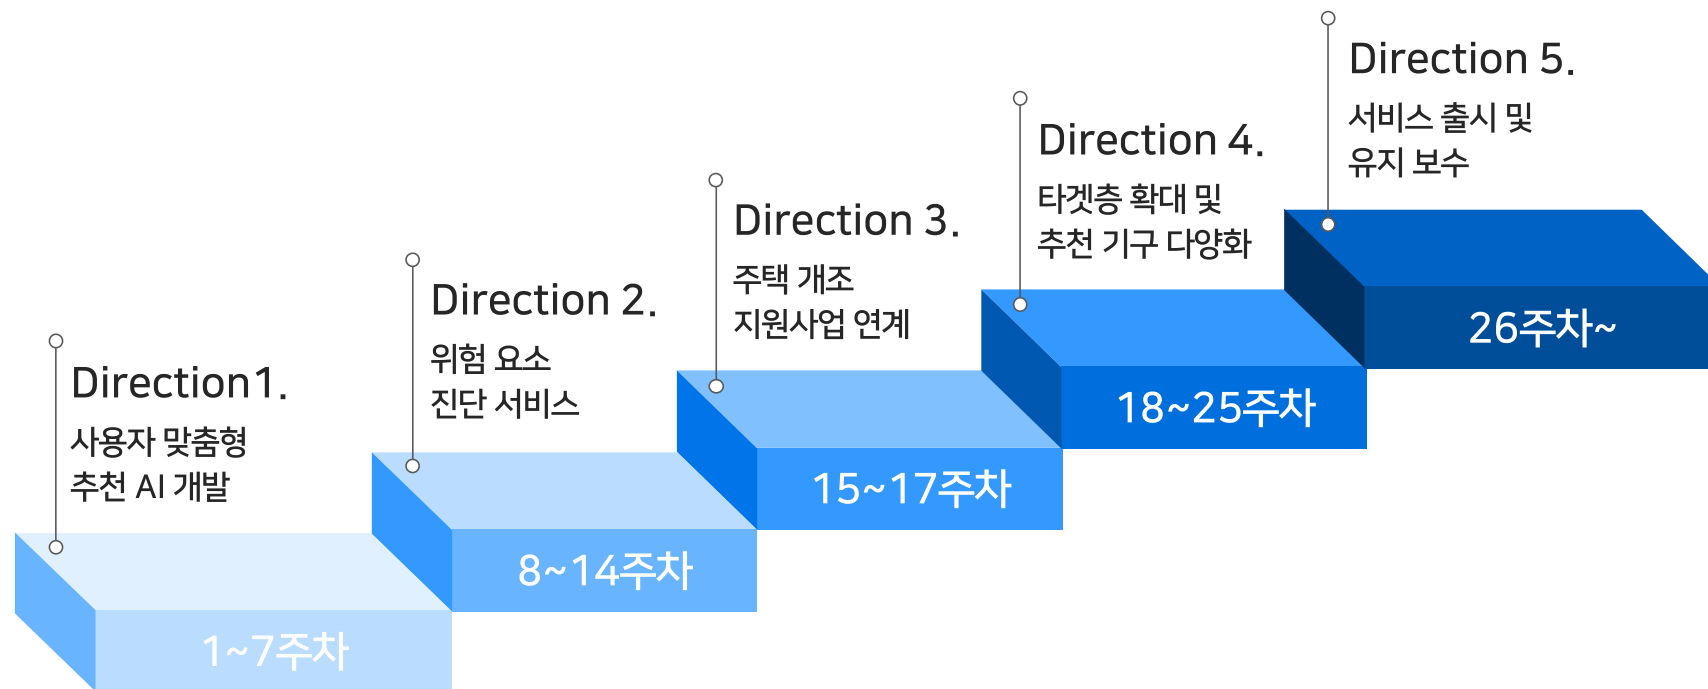 Direction1.
사용자 맞춤형
추천 AI 개발
1~7주차
Direction 2.
위험 요소
진단 서비스
8~14주차
Direction 3.
주택 개조
지원사업 연계
15~17주차
Direction 4.
타겟층 확대 및
추천 기구 다양화
18~25주차
Direction 5.
서비스 출시 및
유지 보수
26주차~